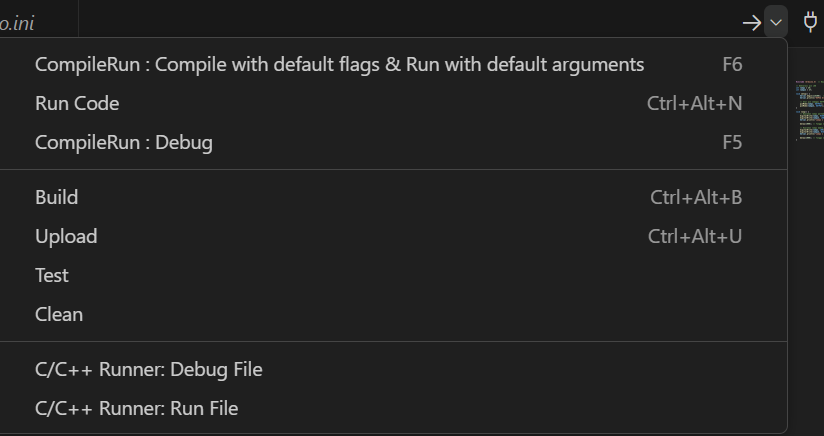 o.ini
CompileRun : Compile with default flags & Run with default arguments F6
Run Code Ctrl+Alt+N
CompileRun : Debug F5
Build Ctrl+Alt+B
Upload Ctrl+Alt+U
Test
Clean
C/C++ Runner: Debug File
C/C++ Runner: Run File